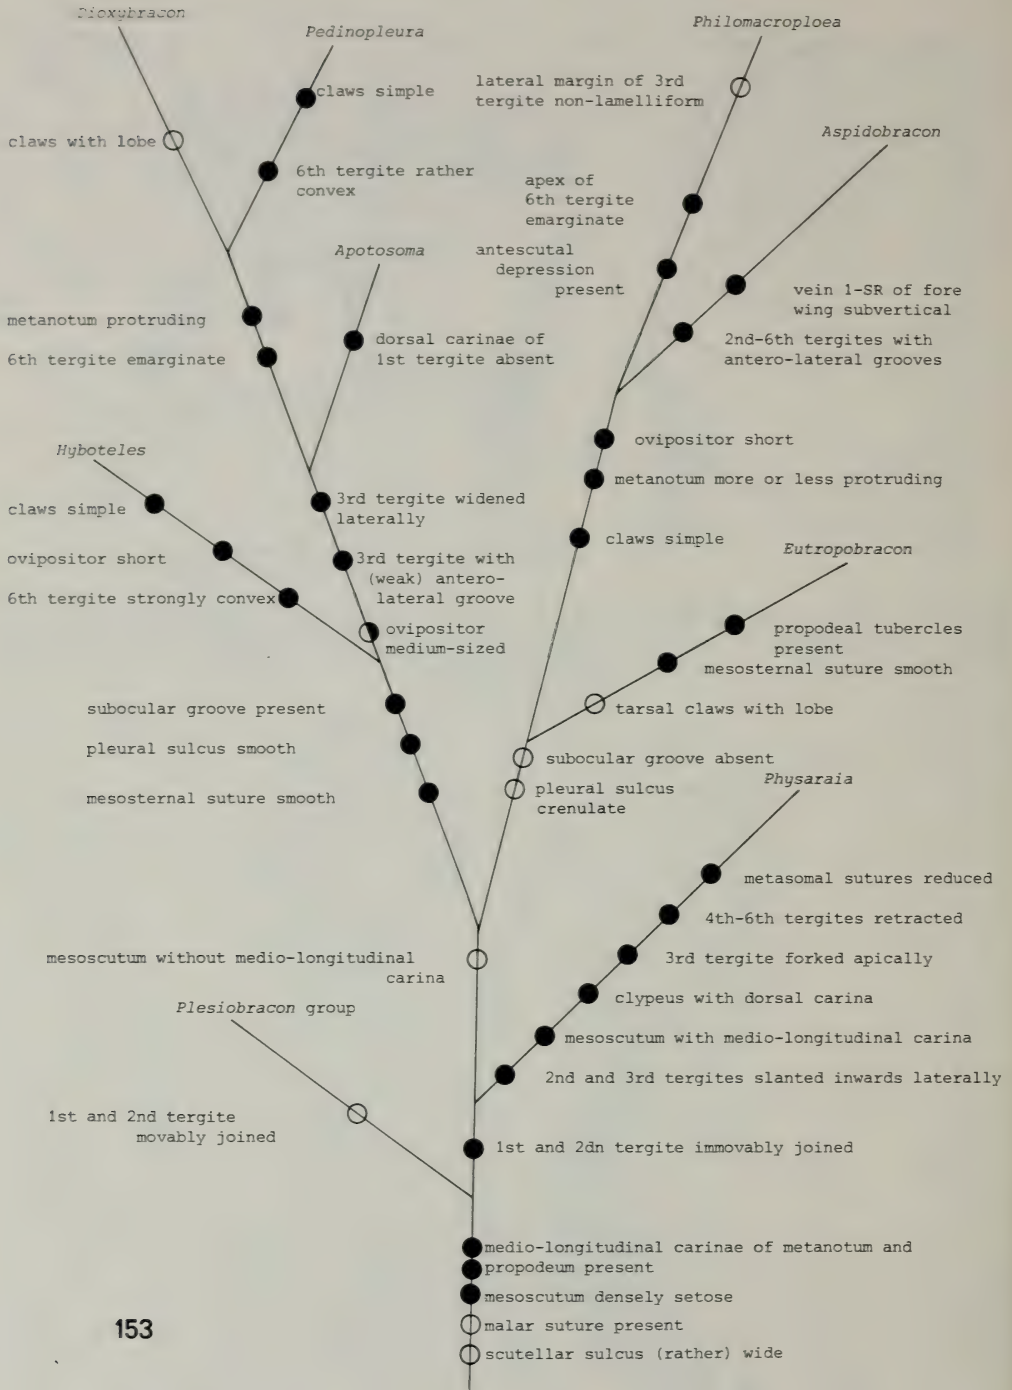 Dioxybracon
Pedinopleura
Philomacroploea
claws simple
lateral margin of 3rd
tergite non-lamelliform
claws with lobe
Aspidobracon
6th tergite rather
convex
apex of
6th tergite
emarginate
Apotosoma
antescutal
depression
present
vein 1-SR of fore
wing subvertical
metanotum protruding
6th tergite emarginate
dorsal carinae of
1st tergite absent
2nd-6th tergites with
antero-lateral grooves
Hyboteles
ovipositor short
metanotum more or less protruding
claws simple
3rd tergite widened
laterally
claws simple
Eutropobracon
ovipositor short
3rd tergite with
(weak) antero-
lateral groove
6th tergite strongly convex
ovipositor
medium-sized
propodeal tubercles
present
mesosternal suture smooth
subocular groove present
tarsal claws with lobe
pleural sulcus smooth
subocular groove absent
Physaraia
mesosternal suture smooth
pleural sulcus
crenulate
metasomal sutures reduced
4th-6th tergites retracted
mesoscutum without medio-longitudinal
carina
3rd tergite forked apically
clypeus with dorsal carina
Plesiobracon group
mesoscutum with medio-longitudinal carina
2nd and 3rd tergites slanted inwards laterally
1st and 2nd tergite
movably joined
1st and 2dn tergite immovably joined
medio-longitudinal carinae of metanotum and
propodeum present
mesoscutum densely setose
malar suture present
scutellar sulcus (rather) wide
153